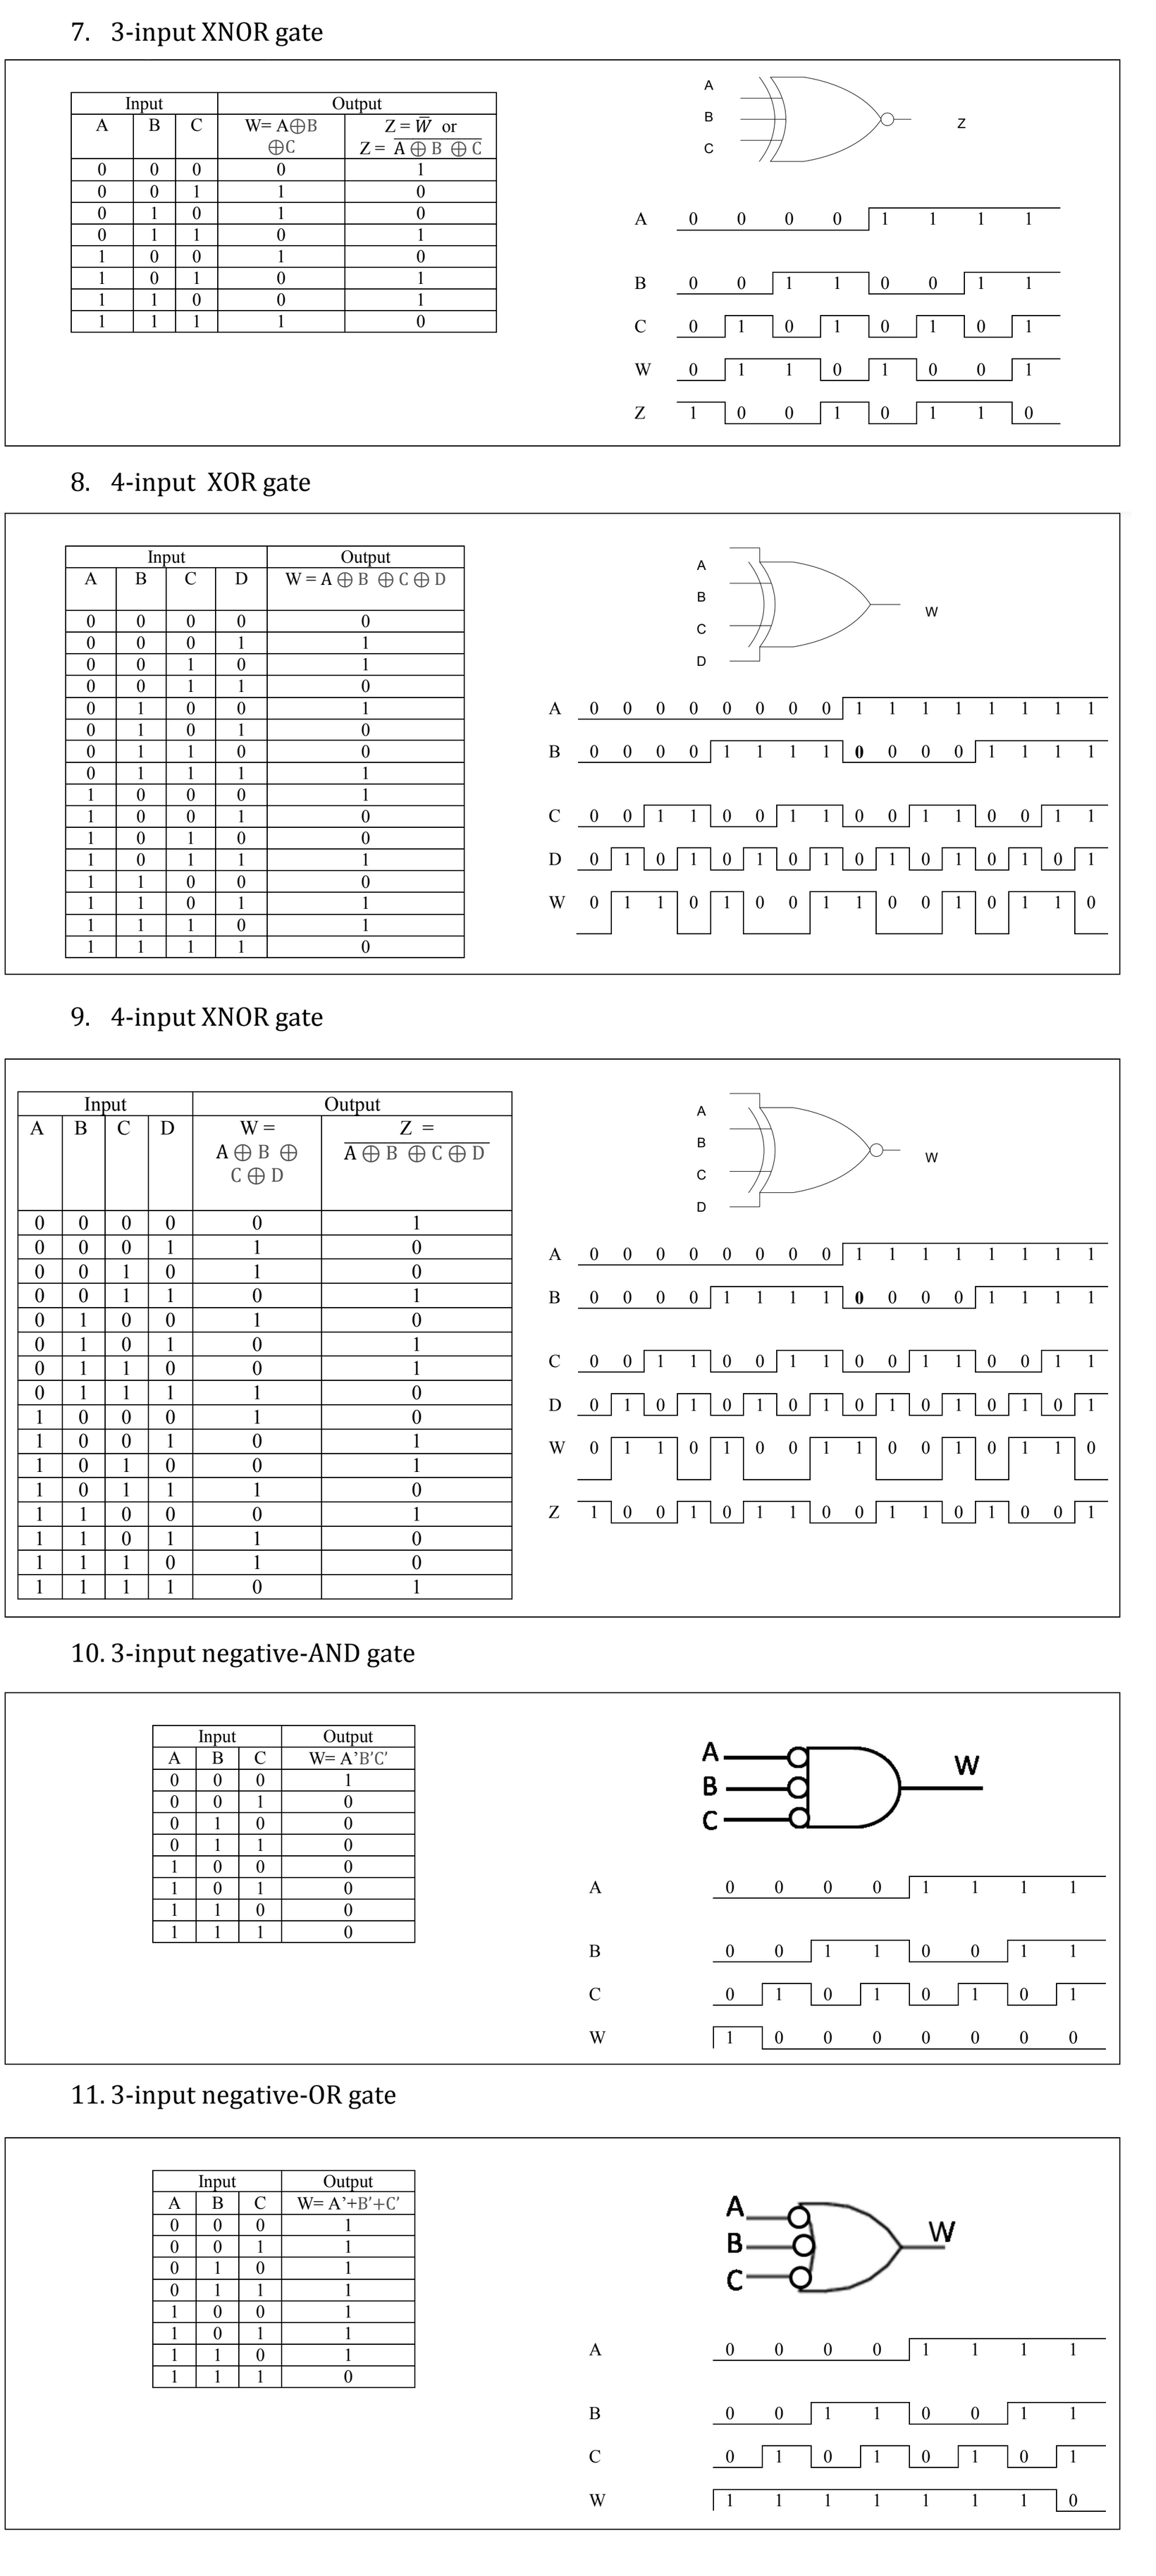 7. 3-input XNOR gate
Input Output
A B C W= A⊕B ⊕C Z = W̅ or Z = A̅ ̅⊕̅ ̅B̅ ̅⊕̅ ̅C̅
0 0 0 0 1
0 0 1 1 0
0 1 0 1 0
0 1 1 0 1
1 0 0 1 0
1 0 1 0 1
1 1 0 0 1
1 1 1 1 0
A
B
C
Z
A 0 0 0 0 1 1 1 1
B 0 0 1 1 0 0 1 1
C 0 1 0 1 0 1 0 1
W 0 1 1 0 1 0 0 1
Z 1 0 0 1 0 1 1 0
8. 4-input XOR gate
Input Output
A B C D W = A ⊕ B ⊕ C ⊕ D
0 0 0 0 0
0 0 0 1 1
0 0 1 0 1
0 0 1 1 0
0 1 0 0 1
0 1 0 1 0
0 1 1 0 0
0 1 1 1 1
1 0 0 0 1
1 0 0 1 0
1 0 1 0 0
1 0 1 1 1
1 1 0 0 0
1 1 0 1 1
1 1 1 0 1
1 1 1 1 0
A
B
C
D
W
A 0 0 0 0 0 0 0 0 1 1 1 1 1 1 1 1
B 0 0 0 0 1 1 1 1 0 0 0 0 1 1 1 1
C 0 0 1 1 0 0 1 1 0 0 1 1 0 0 1 1
D 0 1 0 1 0 1 0 1 0 1 0 1 0 1 0 1
W 0 1 1 0 1 0 0 1 1 0 0 1 0 1 1 0
9. 4-input XNOR gate
Input Output
A B C D W = A ⊕ B ⊕ C ⊕ D Z = A̅ ̅⊕̅ ̅B̅ ̅⊕̅ ̅C̅ ̅⊕̅ ̅D̅
0 0 0 0 0 1
0 0 0 1 1 0
0 0 1 0 1 0
0 0 1 1 0 1
0 1 0 0 1 0
0 1 0 1 0 1
0 1 1 0 0 1
0 1 1 1 1 0
1 0 0 0 1 0
1 0 0 1 0 1
1 0 1 0 0 1
1 0 1 1 1 0
1 1 0 0 0 1
1 1 0 1 1 0
1 1 1 0 1 0
1 1 1 1 0 1
A
B
C
D
W
A 0 0 0 0 0 0 0 0 1 1 1 1 1 1 1 1
B 0 0 0 0 1 1 1 1 0 0 0 0 1 1 1 1
C 0 0 1 1 0 0 1 1 0 0 1 1 0 0 1 1
D 0 1 0 1 0 1 0 1 0 1 0 1 0 1 0 1
W 0 1 1 0 1 0 0 1 1 0 0 1 0 1 1 0
Z 1 0 0 1 0 1 1 0 0 1 1 0 1 0 0 1
10. 3-input negative-AND gate
Input Output
A B C W= A’B′C′
0 0 0 1
0 0 1 0
0 1 0 0
0 1 1 0
1 0 0 0
1 0 1 0
1 1 0 0
1 1 1 0
A
B
C
W
A 0 0 0 0 1 1 1 1
B 0 0 1 1 0 0 1 1
C 0 1 0 1 0 1 0 1
W 1 0 0 0 0 0 0 0
11. 3-input negative-OR gate
Input Output
A B C W= A’+B′+C′
0 0 0 1
0 0 1 1
0 1 0 1
0 1 1 1
1 0 0 1
1 0 1 1
1 1 0 1
1 1 1 0
A
B
C
W
A 0 0 0 0 1 1 1 1
B 0 0 1 1 0 0 1 1
C 0 1 0 1 0 1 0 1
W 1 1 1 1 1 1 1 0